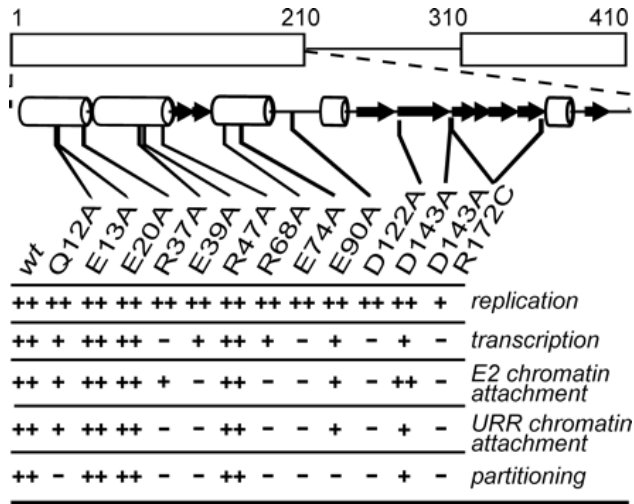 1 210 310 410
wt Q12A E13A E20A R37A E39A R47A R68A E74A E90A D122A D143A D143A
R172C
++ ++ ++ ++ ++ ++ ++ ++ ++ ++ ++ ++ + replication
++ + ++ ++ − + ++ + − + − + − transcription
++ + ++ ++ + − ++ − − + − ++ − E2 chromatin
attachment
++ + ++ ++ − − ++ − − + − + − URR chromatin
attachment
++ − ++ ++ − − ++ − − − − + − partitioning